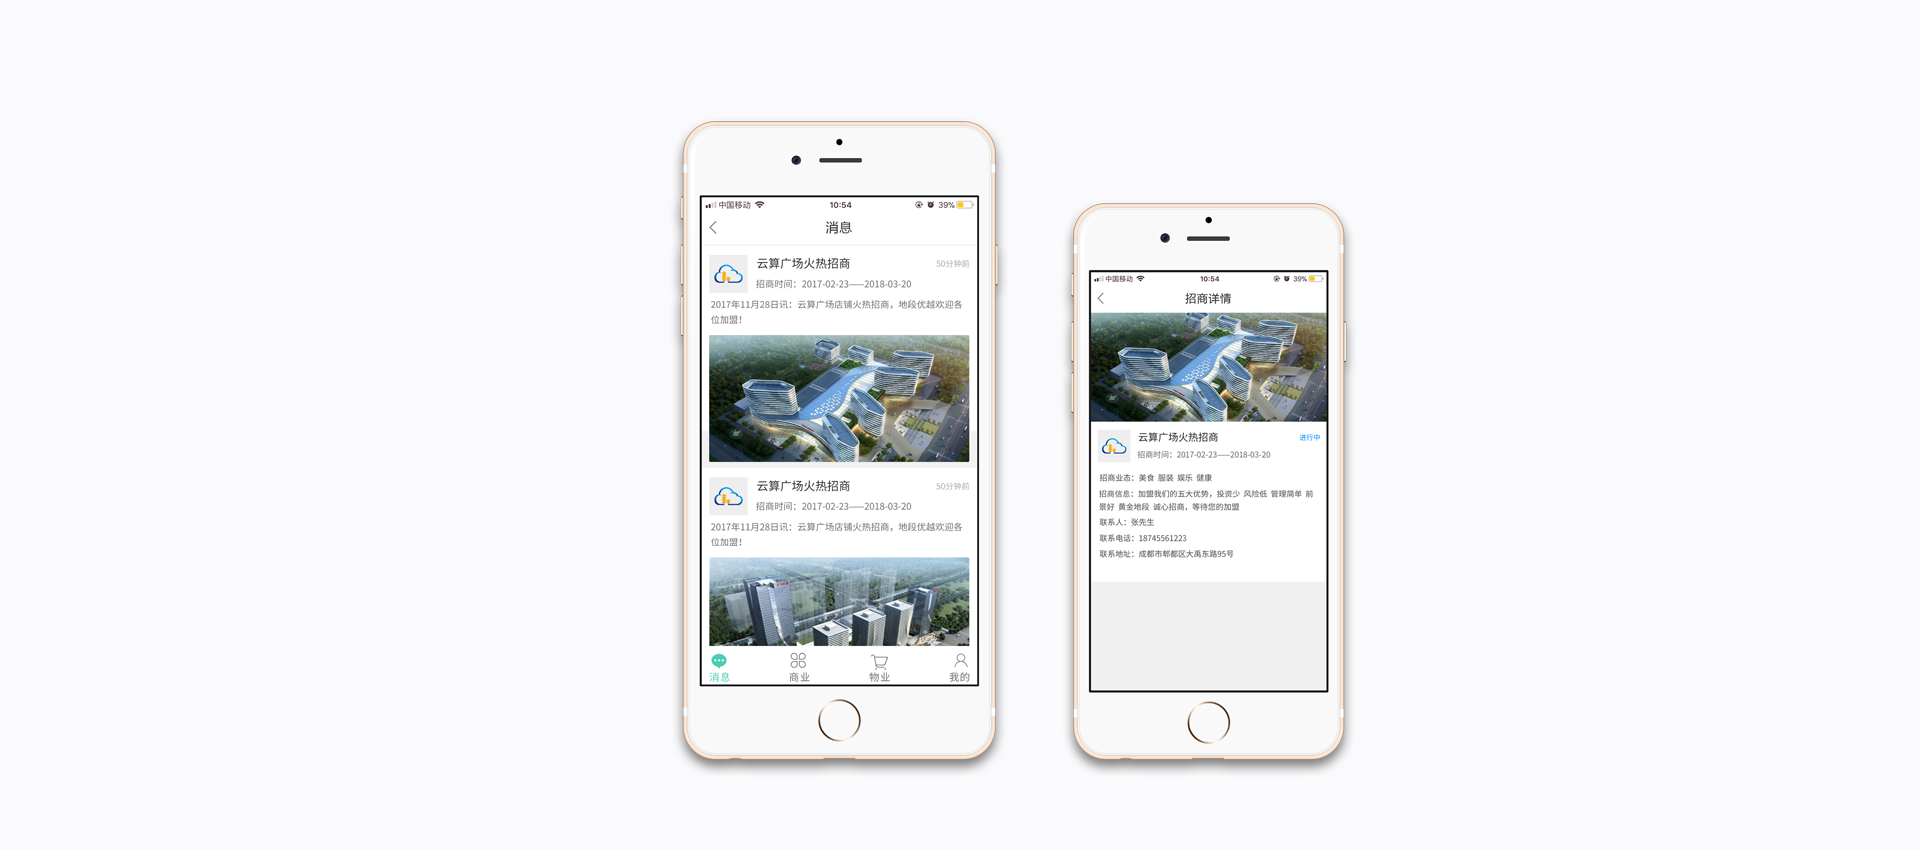 中国移动 10:54 39%
消息
云算广场火热招商 50分钟前
招商时间：2017-02-23——2018-03-20
2017年11月28日讯：云算广场店铺火热招商，地段优越欢迎各
位加盟！
云算广场火热招商 50分钟前
招商时间：2017-02-23——2018-03-20
2017年11月28日讯：云算广场店铺火热招商，地段优越欢迎各
位加盟！
消息 商业 物业 我的
中国移动 10:54 39%
招商详情
云算广场火热招商 进行中
招商时间：2017-02-23——2018-03-20
招商业态：美食 服装 娱乐 健康
招商信息：加盟我们的五大优势，投资少 风险低 管理简单 前
景好 黄金地段 诚心招商，等待您的加盟
联系人：张先生
联系电话：18745561223
联系地址：成都市郫都区大禹东路95号